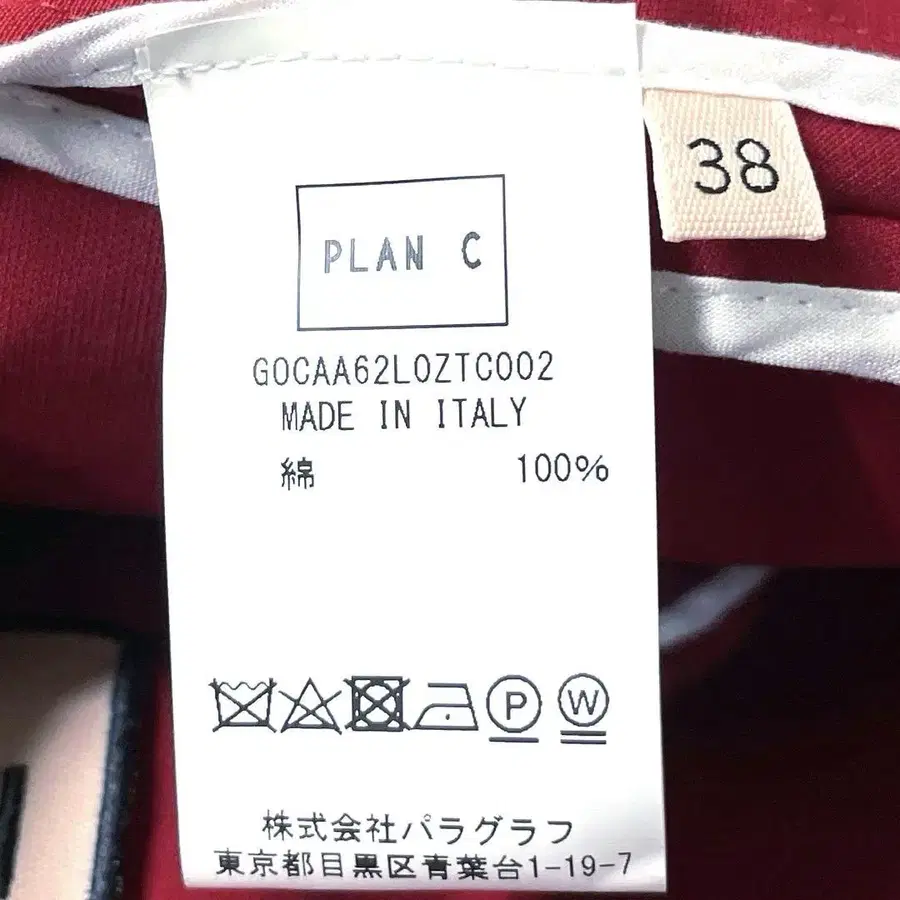 38
PLAN C
GOCAA62L0ZTC002
MADE IN ITALY
綿 100%
P W
株式会社パラグラフ
東京都目黒区青葉台1-19-7